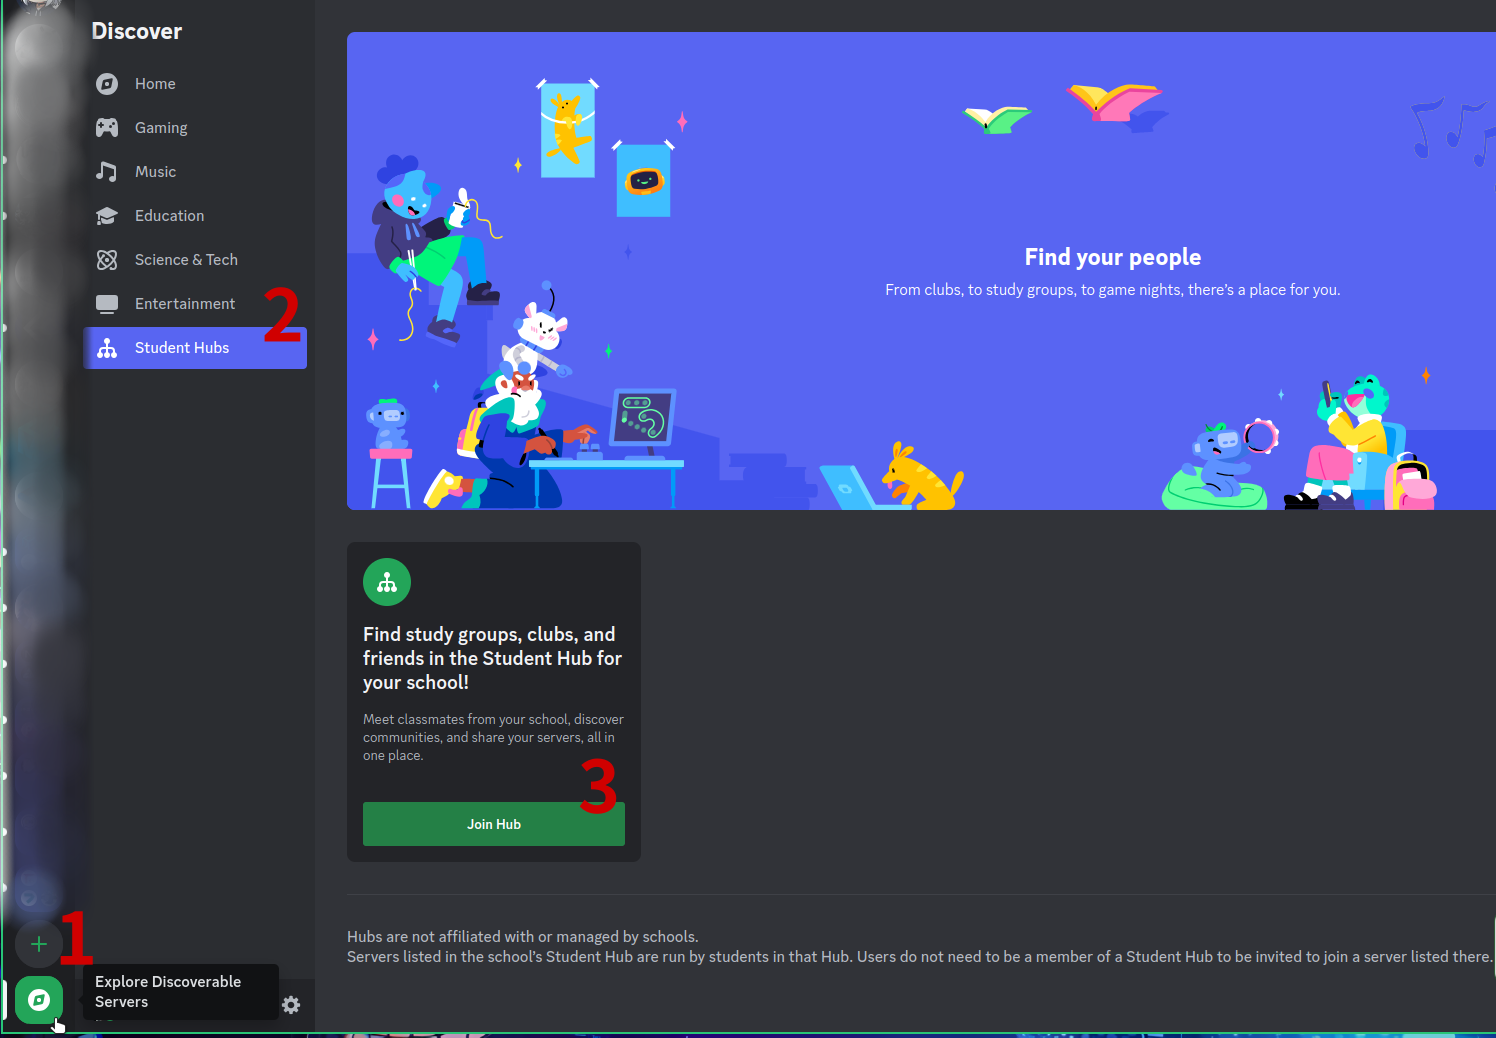 Discover
Home
Gaming
Music
Education
Science & Tech
Entertainment
2
Student Hubs
Find your people
From clubs, to study groups, to game nights, there's a place for you.
Find study groups, clubs, and
friends in the Student Hub for
your school!
Meet classmates from your school, discover
communities, and share your servers, all in
one place.
3
Join Hub
Hubs are not affiliated with or managed by schools.
Servers listed in the school's Student Hub are run by students in that Hub. Users do not need to be a member of a Student Hub to be invited to join a server listed there.
1
Explore Discoverable
Servers